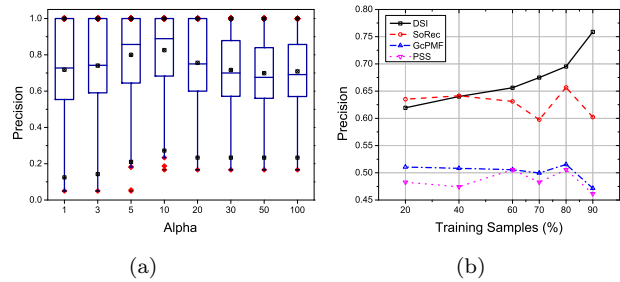 1.0
0.8
0.6
0.4
0.2
0.0
Precision
1 3 5 10 20 30 50 100
Alpha
(a)
0.80
0.75
0.70
0.65
0.60
0.55
0.50
0.45
Precision
DSI
SoRec
GcPMF
PSS
20 40 60 70 80 90
Training Samples (%)
(b)